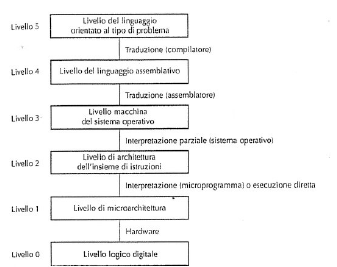 Livello 5
Livello del linguaggio
orientato al tipo di problema
Traduzione (compilatore)
Livello 4
Livello del linguaggio assemblativo
Traduzione (assemblatore)
Livello 3
Livello macchina
del sistema operativo
Interpretazione parziale (sistema operativo)
Livello 2
Livello di architettura
dell'insieme di istruzioni
Interpretazione (microprogramma) o esecuzione diretta
Livello 1
Livello di microarchitettura
Hardware
Livello 0
Livello logico digitale